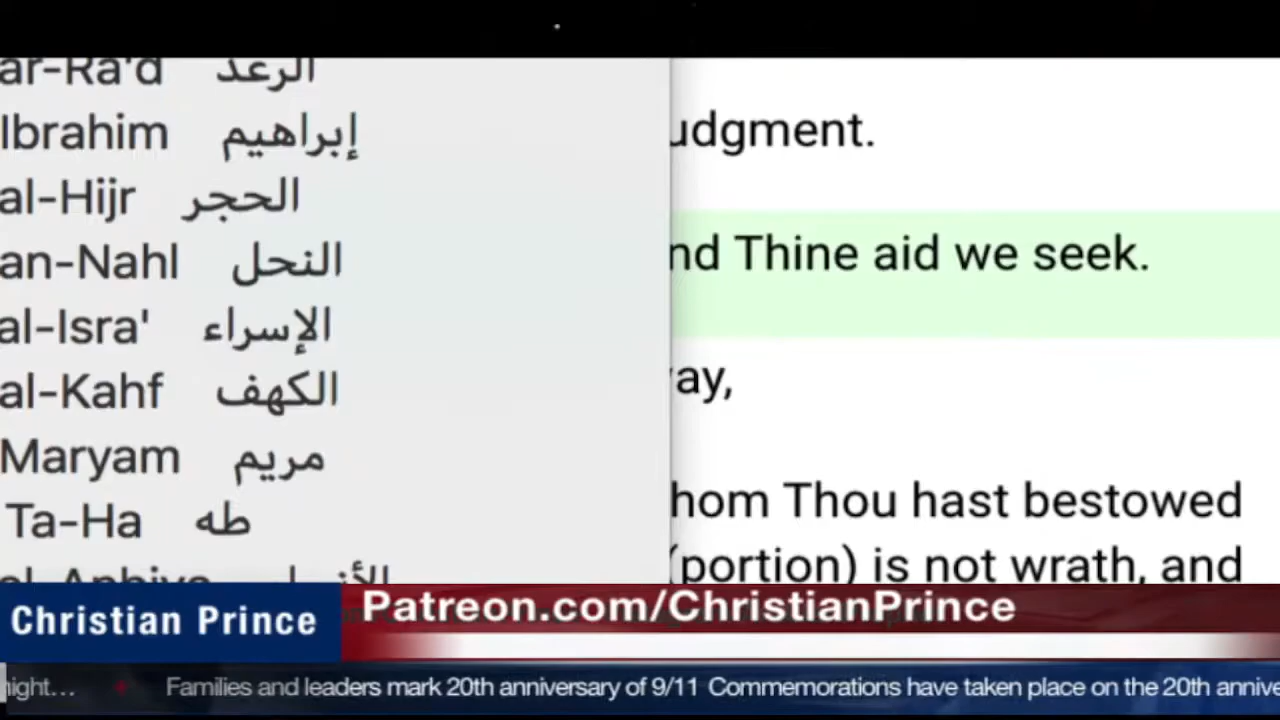 ar-Ra'd الرعد
Ibrahim إبراهيم
al-Hijr الحجر
an-Nahl النحل
al-Isra' الإسراء
al-Kahf الكهف
Maryam مريم
Ta-Ha طه
udgment.
nd Thine aid we seek.
ay,
hom Thou hast bestowed
(portion) is not wrath, and
Christian Prince
Patreon.com/ChristianPrince
night... Families and leaders mark 20th anniversary of 9/11 Commemorations have taken place on the 20th annive